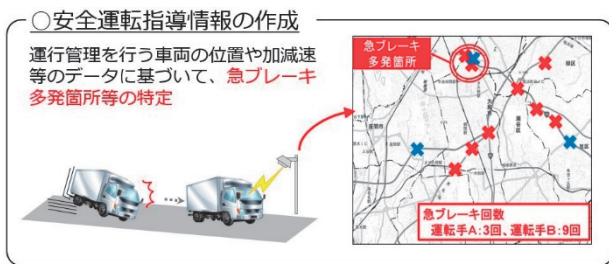 ○安全運転指導情報の作成
運行管理を行う車両の位置や加減速
等のデータに基づいて、急ブレーキ
多発箇所等の特定
急ブレーキ
多発箇所
急ブレーキ回数
運転手A:3回、運転手B:9回